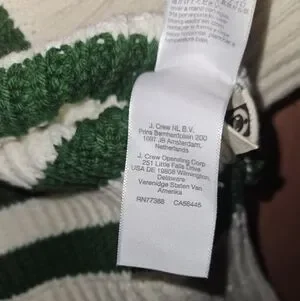 J. Crew NL B.V.
Prins Bernhardplein 200
1097 JB Amsterdam,
Netherlands
J. Crew Operating Corp
251 Little Falls Drive
USA DE 19808 Wilmington,
Delaware
Verenigde Staten Van
Amerika
RN77388 CA56445